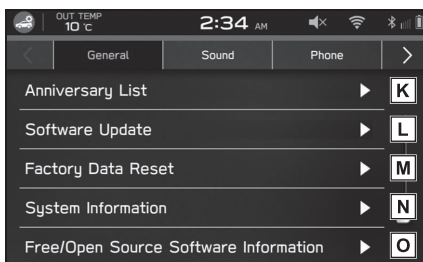 OUT TEMP
10 °C
2:34 AM
General
Sound
Phone
Anniversary List
K
Software Update
L
Factory Data Reset
M
System Information
N
Free/Open Source Software Information
O